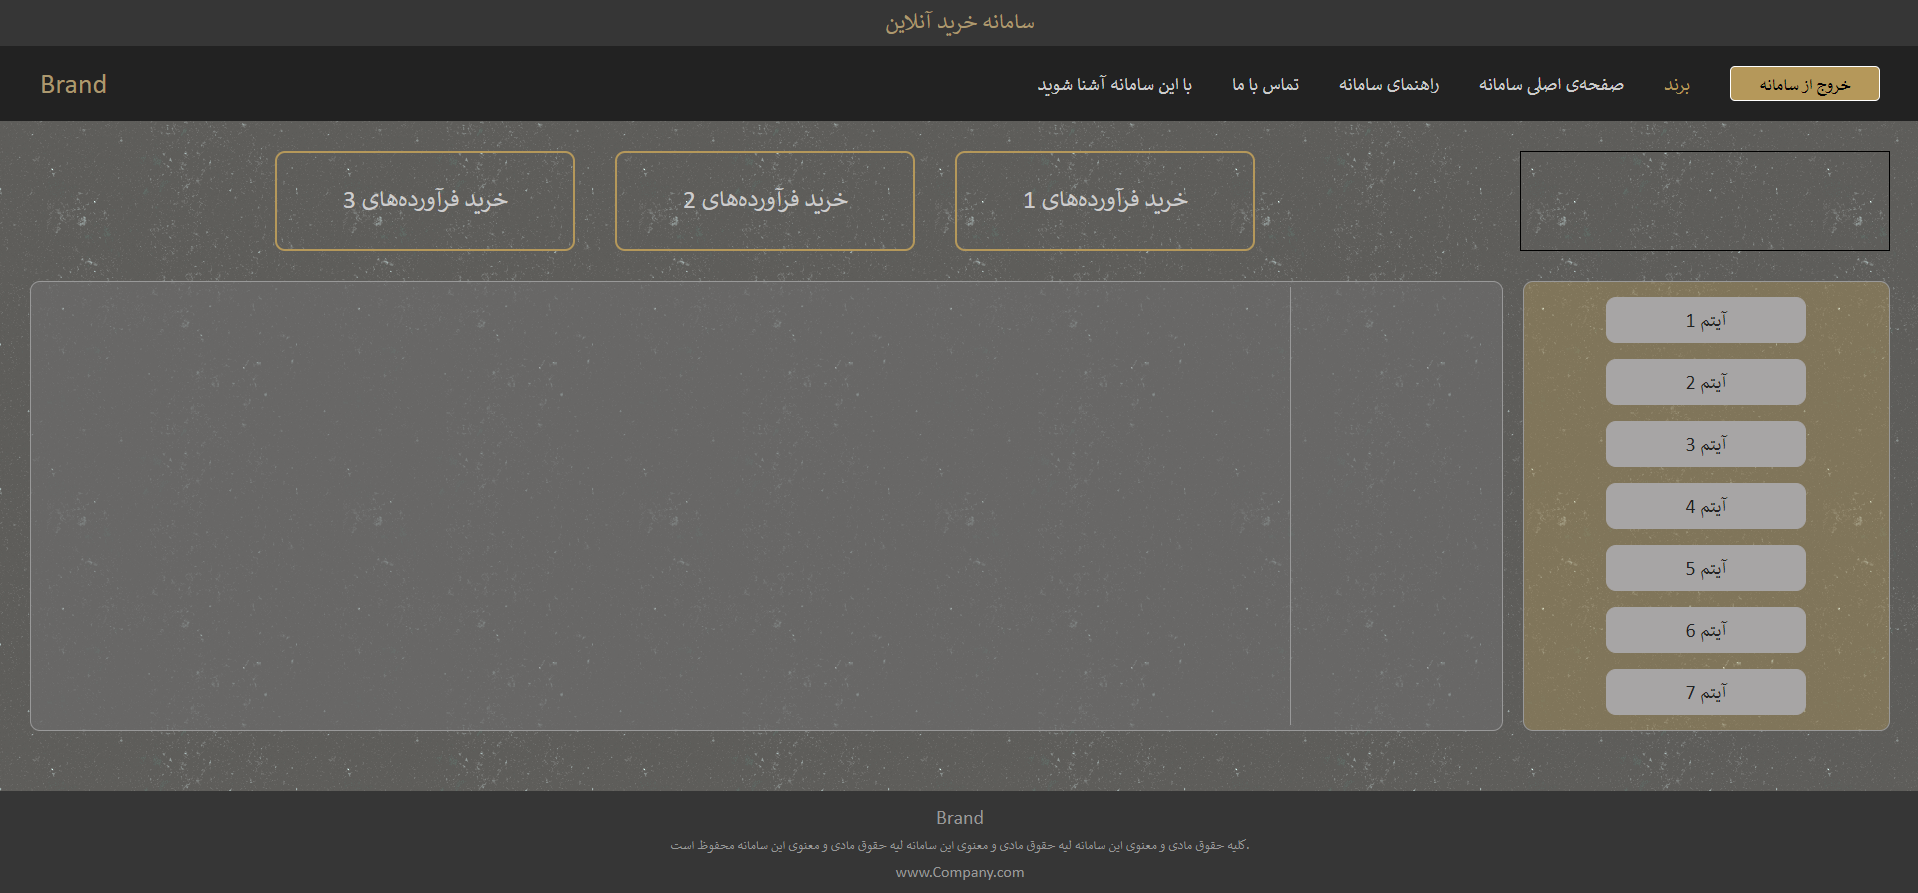 سامانه خرید آنلاین
خروج از سامانه
برند
صفحه‌ی اصلی سامانه
راهنمای سامانه
تماس با ما
با این سامانه آشنا شوید
Brand
خرید فرآورده‌های 1
خرید فرآورده‌های 2
خرید فرآورده‌های 3
آیتم 1
آیتم 2
آیتم 3
آیتم 4
آیتم 5
آیتم 6
آیتم 7
Brand
.کلیه حقوق مادی و معنوی این سامانه لیه حقوق مادی و معنوی این سامانه لیه حقوق مادی و معنوی این سامانه محفوظ است
www.Company.com